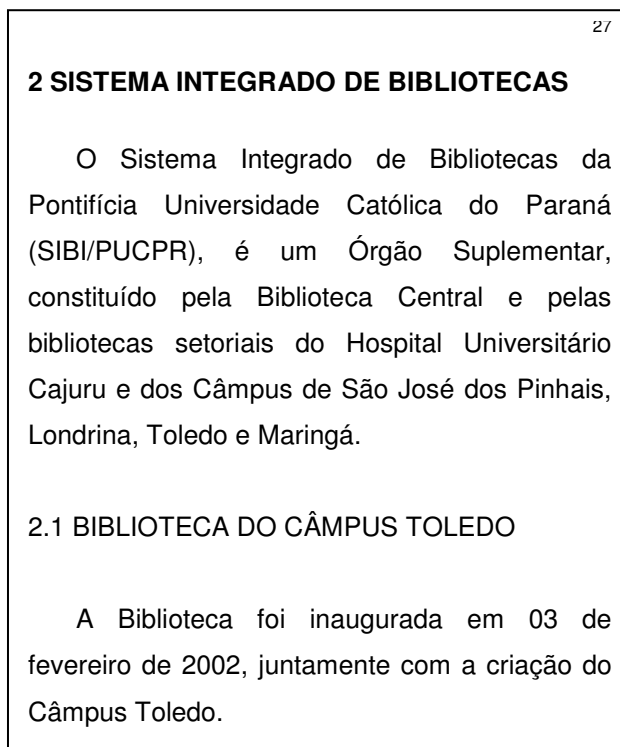 27
2 SISTEMA INTEGRADO DE BIBLIOTECAS
O Sistema Integrado de Bibliotecas da
Pontifícia Universidade Católica do Paraná
(SIBI/PUCPR), é um Órgão Suplementar,
constituído pela Biblioteca Central e pelas
bibliotecas setoriais do Hospital Universitário
Cajuru e dos Câmpus de São José dos Pinhais,
Londrina, Toledo e Maringá.
2.1 BIBLIOTECA DO CÂMPUS TOLEDO
A Biblioteca foi inaugurada em 03 de
fevereiro de 2002, juntamente com a criação do
Câmpus Toledo.